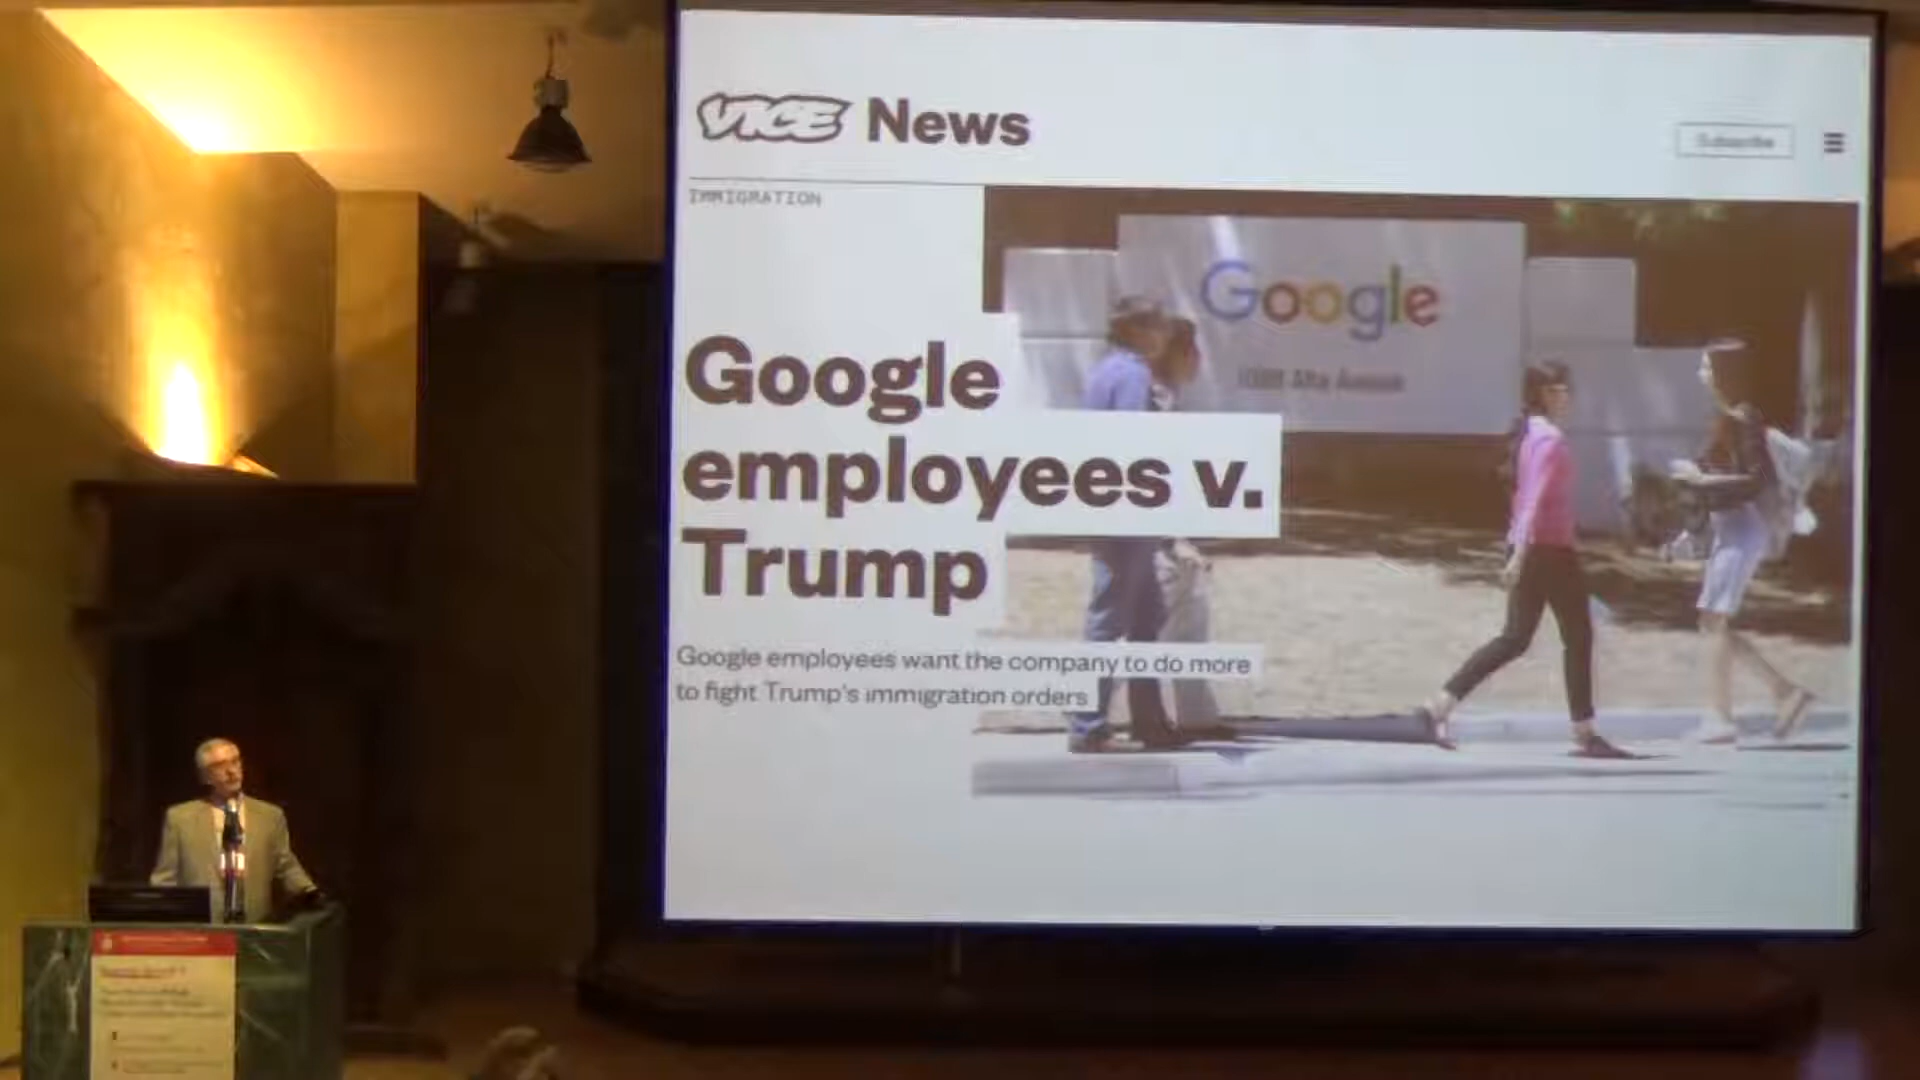 VICE News
Subscribe
IMMIGRATION
Google
Google
employees v.
Trump
Google employees want the company to do more
to fight Trump's immigration orders